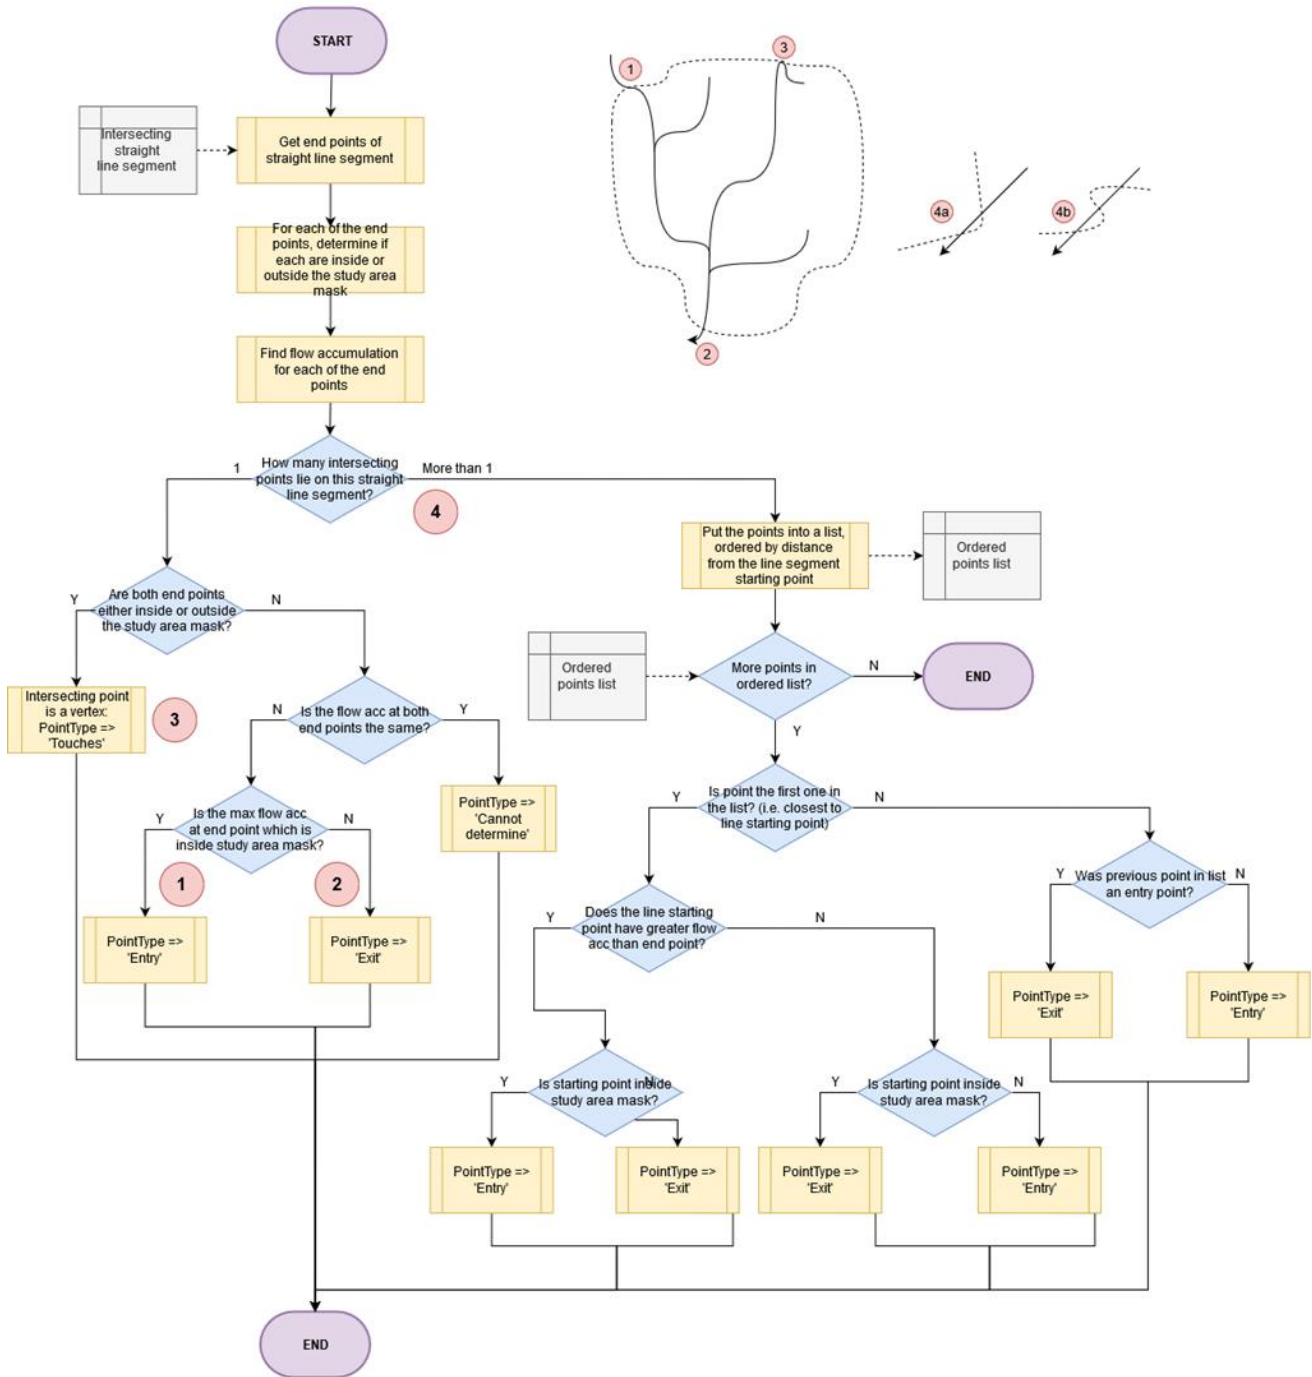 START
3
1
Intersecting
straight
line segment
Get end points of
straight line segment
4a
4b
For each of the end
points, determine if
each are inside or
outside the study area
mask
2
Find flow accumulation
for each of the end
points
How many intersecting
points lie on this straight
line segment?
1
More than 1
4
Put the points into a list,
ordered by distance
from the line segment
starting point
Ordered
points list
Are both end points
either inside or outside
the study area mask?
Y
N
Ordered
points list
More points in
ordered list?
N
END
Y
Intersecting point
is a vertex:
PointType =>
'Touches'
3
Is the flow acc at both
end points the same?
N
Y
PointType =>
'Cannot
determine'
Is the max flow acc
at end point which is
inside study area mask?
Y
N
1
2
PointType =>
'Entry'
PointType =>
'Exit'
Is point the first one in
the list? (i.e. closest to
line starting point)
Y
N
Was previous point in list
an entry point?
Y
N
Does the line starting
point have greater flow
acc than end point?
Y
N
PointType =>
'Exit'
PointType =>
'Entry'
Is starting point inside
study area mask?
Y
N
Is starting point inside
study area mask?
Y
N
PointType =>
'Entry'
PointType =>
'Exit'
PointType =>
'Exit'
PointType =>
'Entry'
END